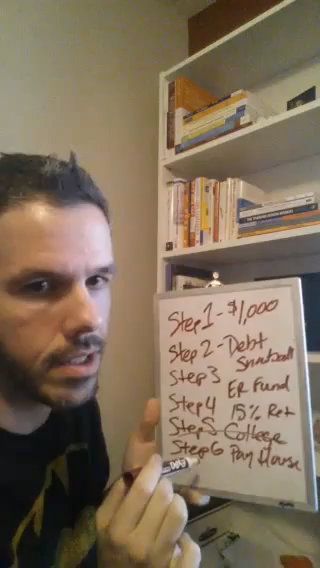 Step 1 - $1,000
Step 2 - Debt
Snowball
Step 3
ER Fund
Step 4 15% Ret
Step 5 College
Step 6 Pay House